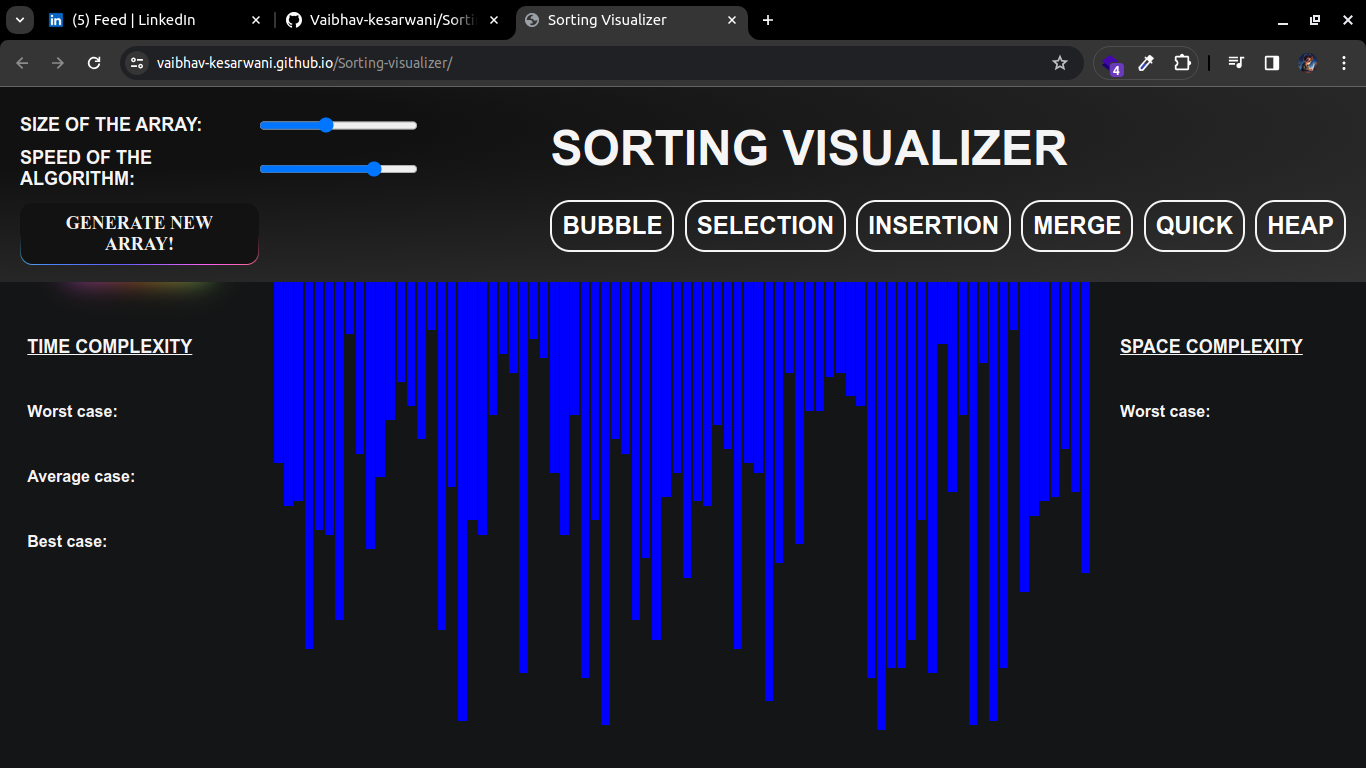 (5) Feed | LinkedIn
Vaibhav-kesarwani/Sorti
Sorting Visualizer
vaibhav-kesarwani.github.io/Sorting-visualizer/
4
SIZE OF THE ARRAY:
SPEED OF THE
ALGORITHM:
GENERATE NEW
ARRAY!
SORTING VISUALIZER
BUBBLE
SELECTION
INSERTION
MERGE
QUICK
HEAP
TIME COMPLEXITY
Worst case:
Average case:
Best case:
SPACE COMPLEXITY
Worst case: